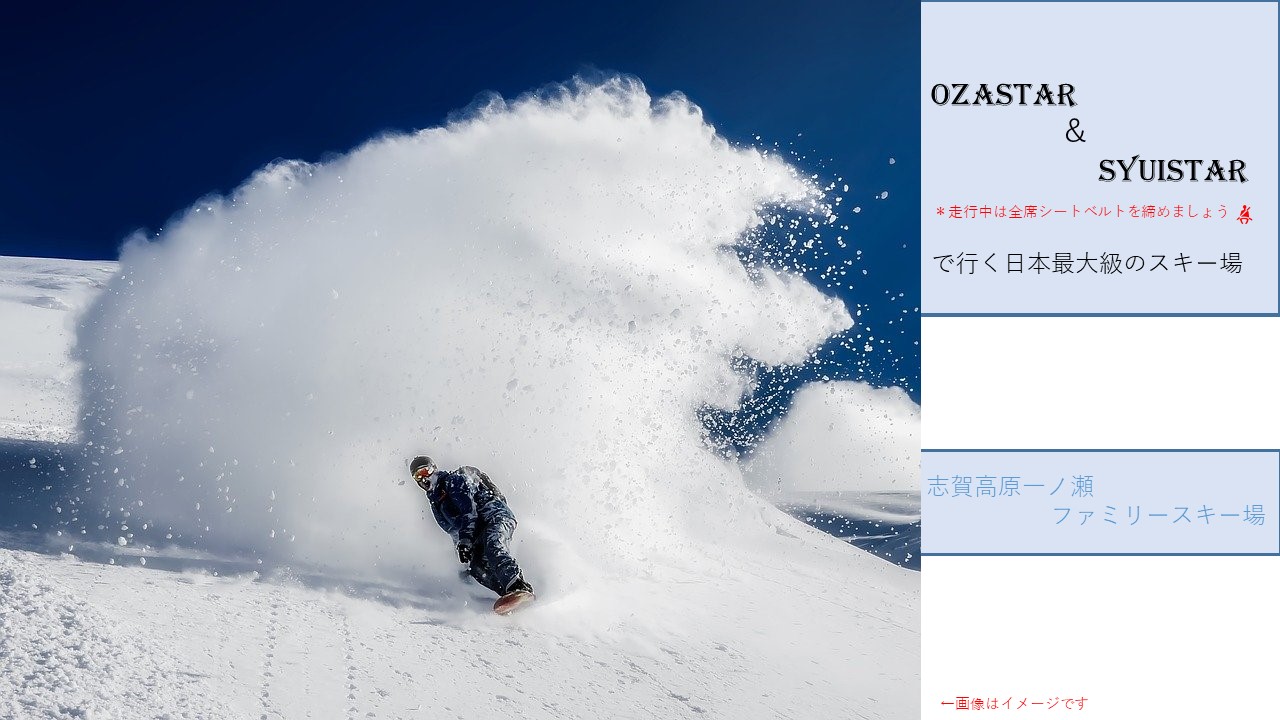 OZASTAR
&
SYUISTAR
＊走行中は全席シートベルトを締めましょう
で行く日本最大級のスキー場
志賀高原一ノ瀬
ファミリースキー場
←画像はイメージです